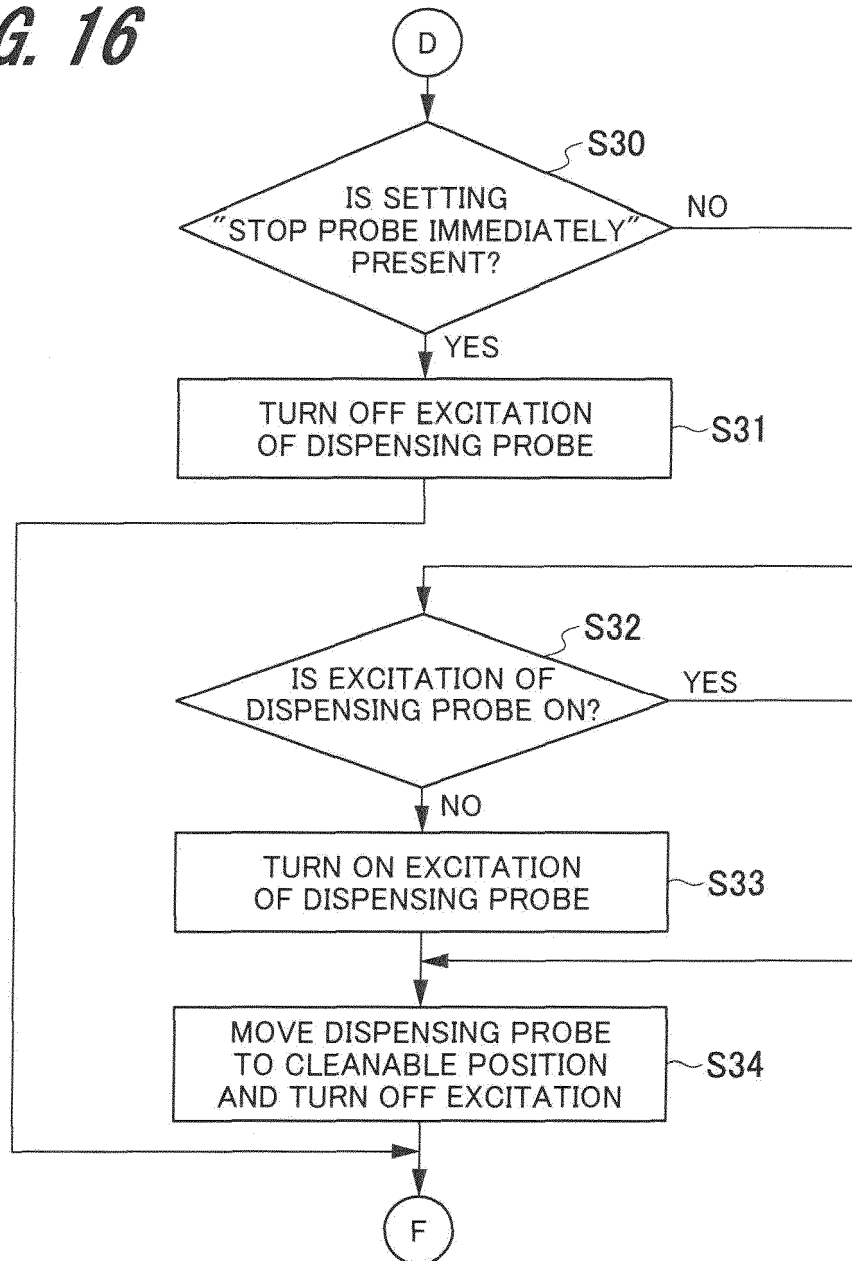 G. 16
D
S30
IS SETTING
"STOP PROBE IMMEDIATELY"
PRESENT?
NO
YES
TURN OFF EXCITATION
OF DISPENSING PROBE
S31
S32
IS EXCITATION OF
DISPENSING PROBE ON?
YES
NO
TURN ON EXCITATION
OF DISPENSING PROBE
S33
MOVE DISPENSING PROBE
TO CLEANABLE POSITION
AND TURN OFF EXCITATION
S34
F